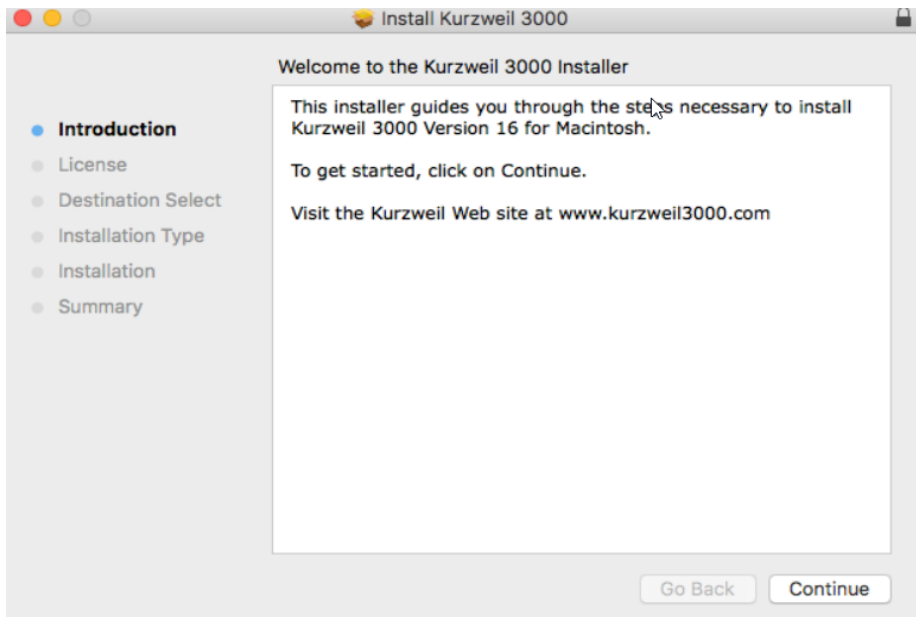 Install Kurzweil 3000
Welcome to the Kurzweil 3000 Installer
Introduction
License
Destination Select
Installation Type
Installation
Summary
This installer guides you through the steps necessary to install
Kurzweil 3000 Version 16 for Macintosh.
To get started, click on Continue.
Visit the Kurzweil Web site at www.kurzweil3000.com
Go Back
Continue